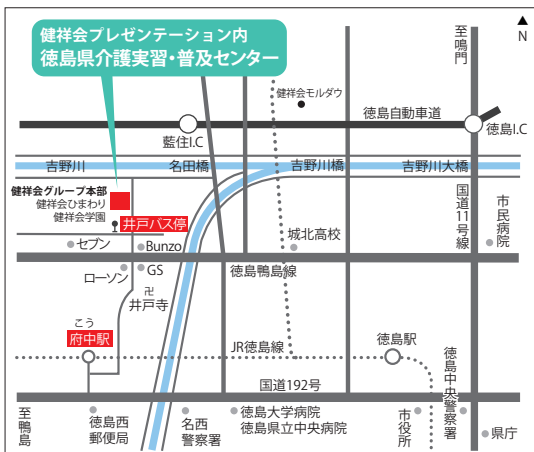 健祥会プレゼンテーション内
徳島県介護実習・普及センター
至鳴門
N
健祥会モルダウ
徳島自動車道
藍住I.C
徳島I.C
吉野川
名田橋
吉野川橋
吉野川大橋
健祥会グループ本部
健祥会ひまわり
健祥会学園
井戸バス停
国道11号線
市民病院
セブン
Bunzo
城北高校
徳島鴨島線
ローソン
GS
卍
井戸寺
こう
府中駅
JR徳島線
徳島駅
国道192号
徳島中央警察署
至鴨島
徳島西
郵便局
名西
警察署
徳島大学病院
徳島県立中央病院
市役所
県庁